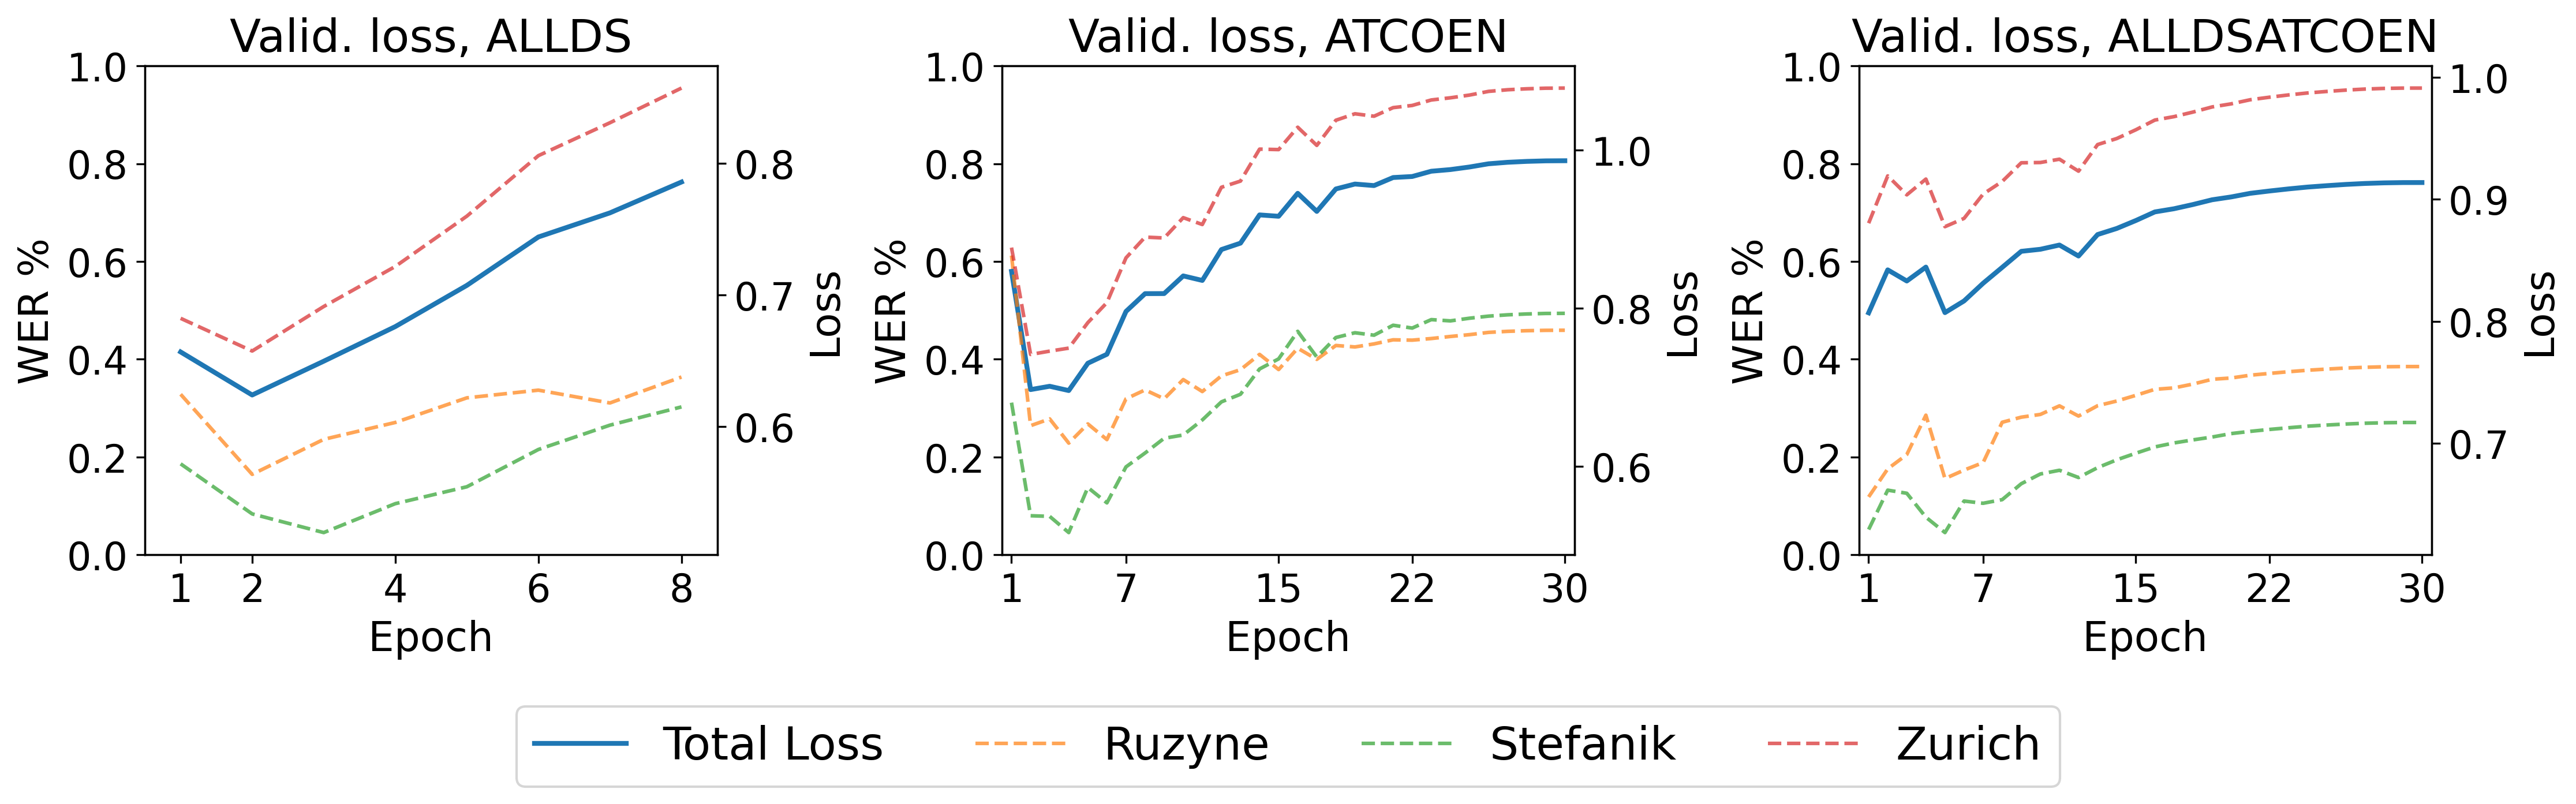 Valid. loss, ALLDS
1.0
0.8
0.6
0.4
0.2
0.0
WER %
0.8
0.7
0.6
Loss
1 2 4 6 8
Epoch
Valid. loss, ATCOEN
1.0
0.8
0.6
0.4
0.2
0.0
WER %
1.0
0.8
0.6
Loss
1 7 15 22 30
Epoch
Valid. loss, ALLDSATCOEN
1.0
0.8
0.6
0.4
0.2
0.0
WER %
1.0
0.9
0.8
0.7
Loss
1 7 15 22 30
Epoch
Total Loss Ruzyne Stefanik Zurich